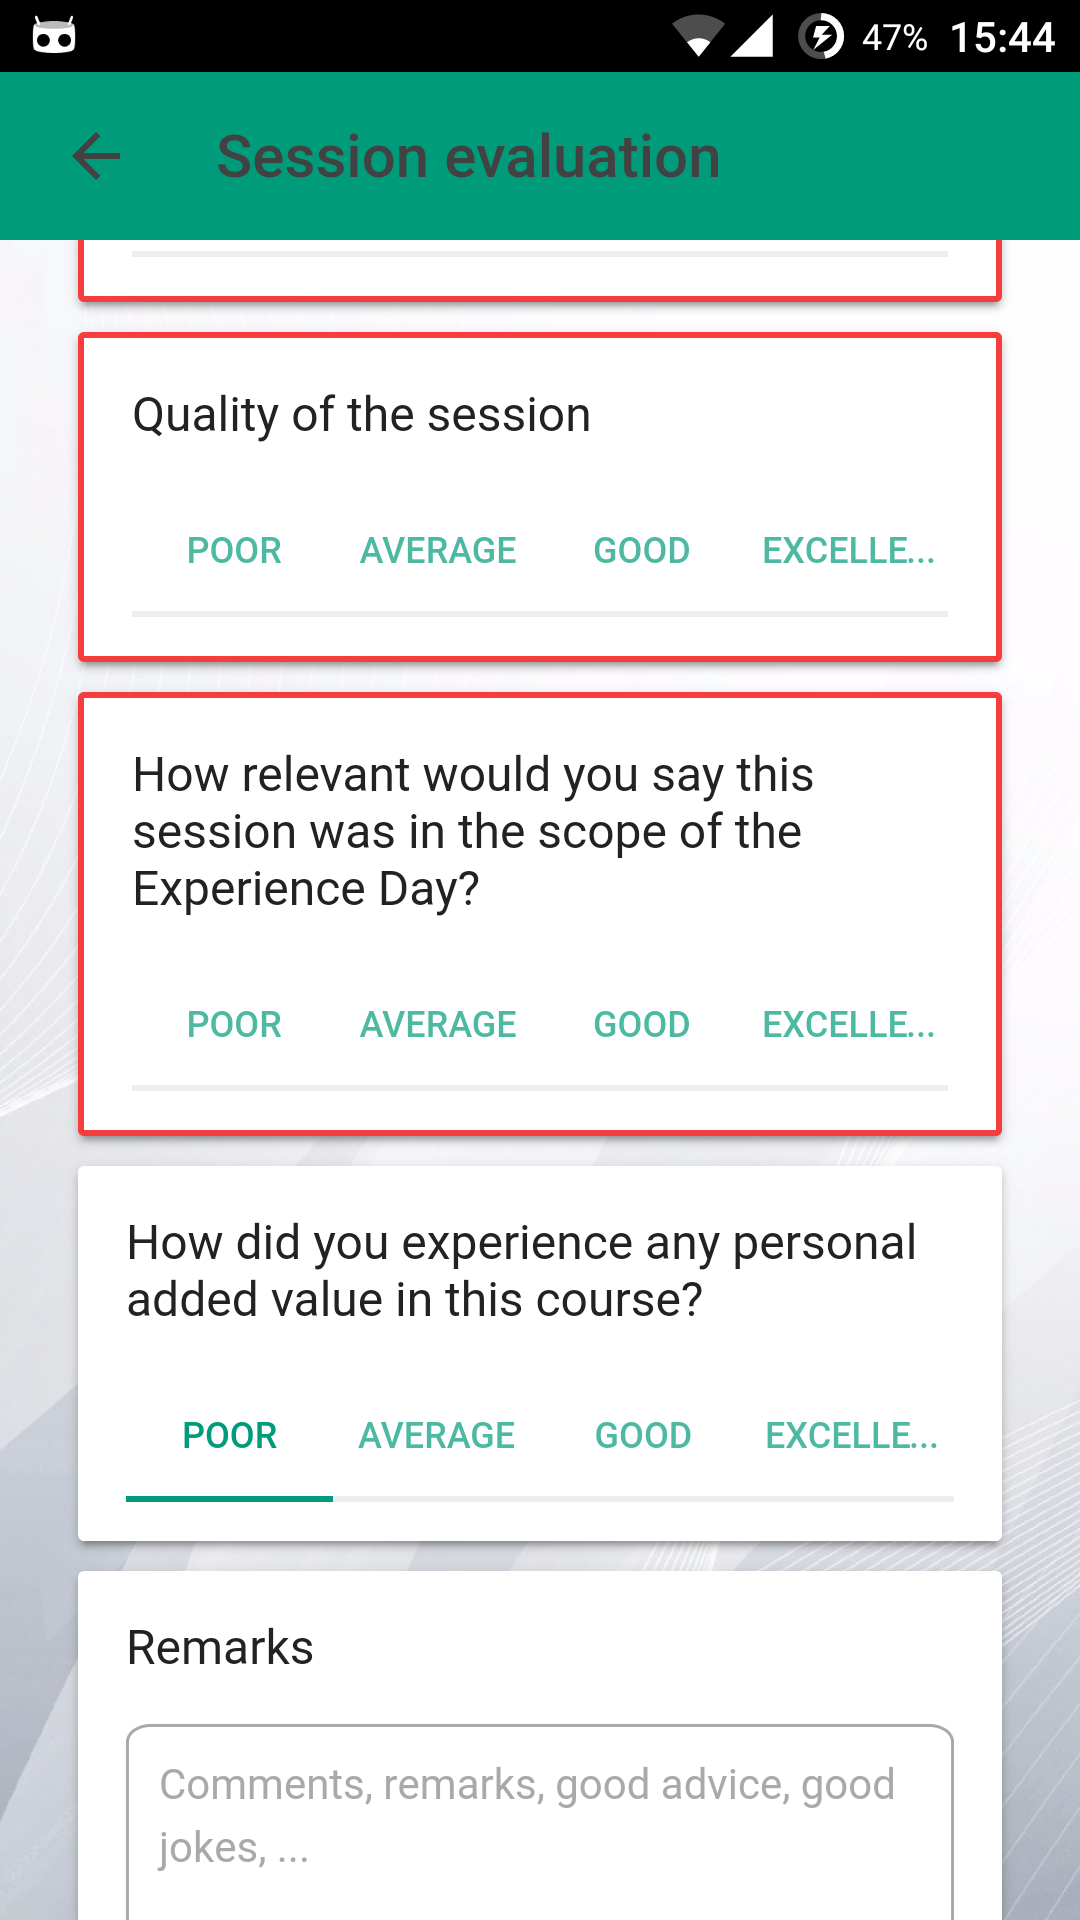 47% 15:44
Session evaluation
Quality of the session
POOR AVERAGE GOOD EXCELLE...
How relevant would you say this
session was in the scope of the
Experience Day?
POOR AVERAGE GOOD EXCELLE...
How did you experience any personal
added value in this course?
POOR AVERAGE GOOD EXCELLE...
Remarks
Comments, remarks, good advice, good
jokes, ...